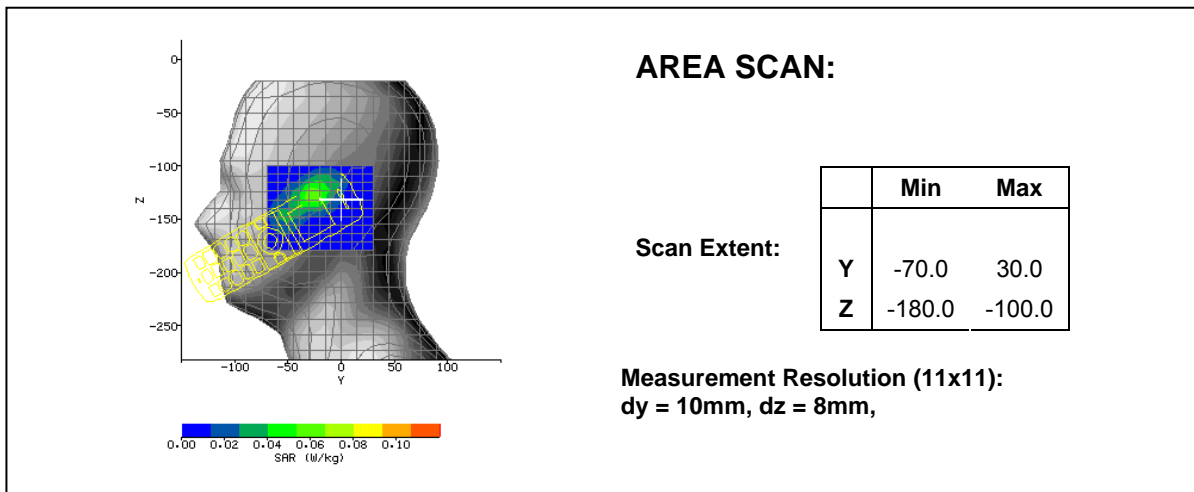 AREA SCAN:
0
-50
-100
-150
-200
-250
Z
-100 -50 0 50 100
Y
0.00 0.02 0.04 0.06 0.08 0.10
SAR (W/kg)
Min Max
Scan Extent:
Y -70.0 30.0
Z -180.0 -100.0
Measurement Resolution (11x11):
dy = 10mm, dz = 8mm,